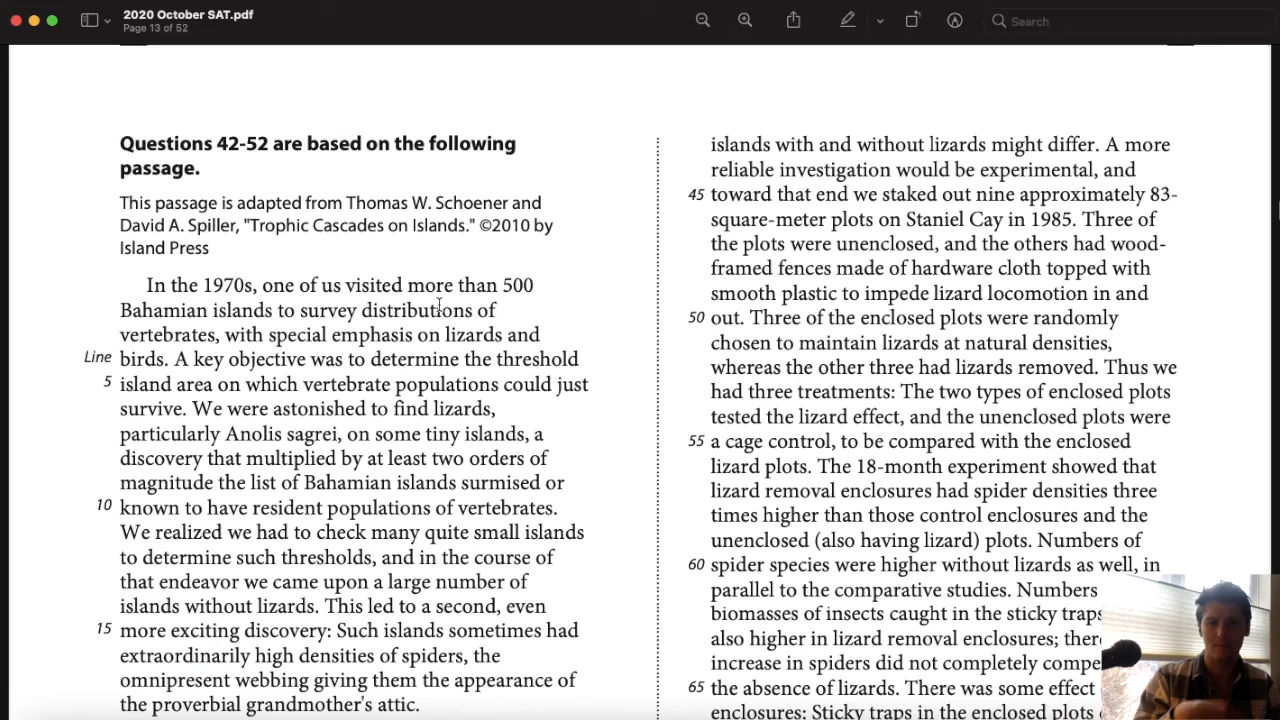 2020 October SAT.pdf
Page 13 of 52
Search
Questions 42-52 are based on the following
passage.
This passage is adapted from Thomas W. Schoener and
David A. Spiller, "Trophic Cascades on Islands." ©2010 by
Island Press
In the 1970s, one of us visited more than 500
Bahamian islands to survey distributions of
vertebrates, with special emphasis on lizards and
Line birds. A key objective was to determine the threshold
5 island area on which vertebrate populations could just
survive. We were astonished to find lizards,
particularly Anolis sagrei, on some tiny islands, a
discovery that multiplied by at least two orders of
magnitude the list of Bahamian islands surmised or
10 known to have resident populations of vertebrates.
We realized we had to check many quite small islands
to determine such thresholds, and in the course of
that endeavor we came upon a large number of
islands without lizards. This led to a second, even
15 more exciting discovery: Such islands sometimes had
extraordinarily high densities of spiders, the
omnipresent webbing giving them the appearance of
the proverbial grandmother's attic.
islands with and without lizards might differ. A more
reliable investigation would be experimental, and
45 toward that end we staked out nine approximately 83-
square-meter plots on Staniel Cay in 1985. Three of
the plots were unenclosed, and the others had wood-
framed fences made of hardware cloth topped with
smooth plastic to impede lizard locomotion in and
50 out. Three of the enclosed plots were randomly
chosen to maintain lizards at natural densities,
whereas the other three had lizards removed. Thus we
had three treatments: The two types of enclosed plots
tested the lizard effect, and the unenclosed plots were
55 a cage control, to be compared with the enclosed
lizard plots. The 18-month experiment showed that
lizard removal enclosures had spider densities three
times higher than those control enclosures and the
unenclosed (also having lizard) plots. Numbers of
60 spider species were higher without lizards as well, in
parallel to the comparative studies. Numbers
biomasses of insects caught in the sticky traps
also higher in lizard removal enclosures;
increase in spiders did not completely
65 the absence of lizards. There was some effect
enclosures: Sticky traps in the enclosed plots